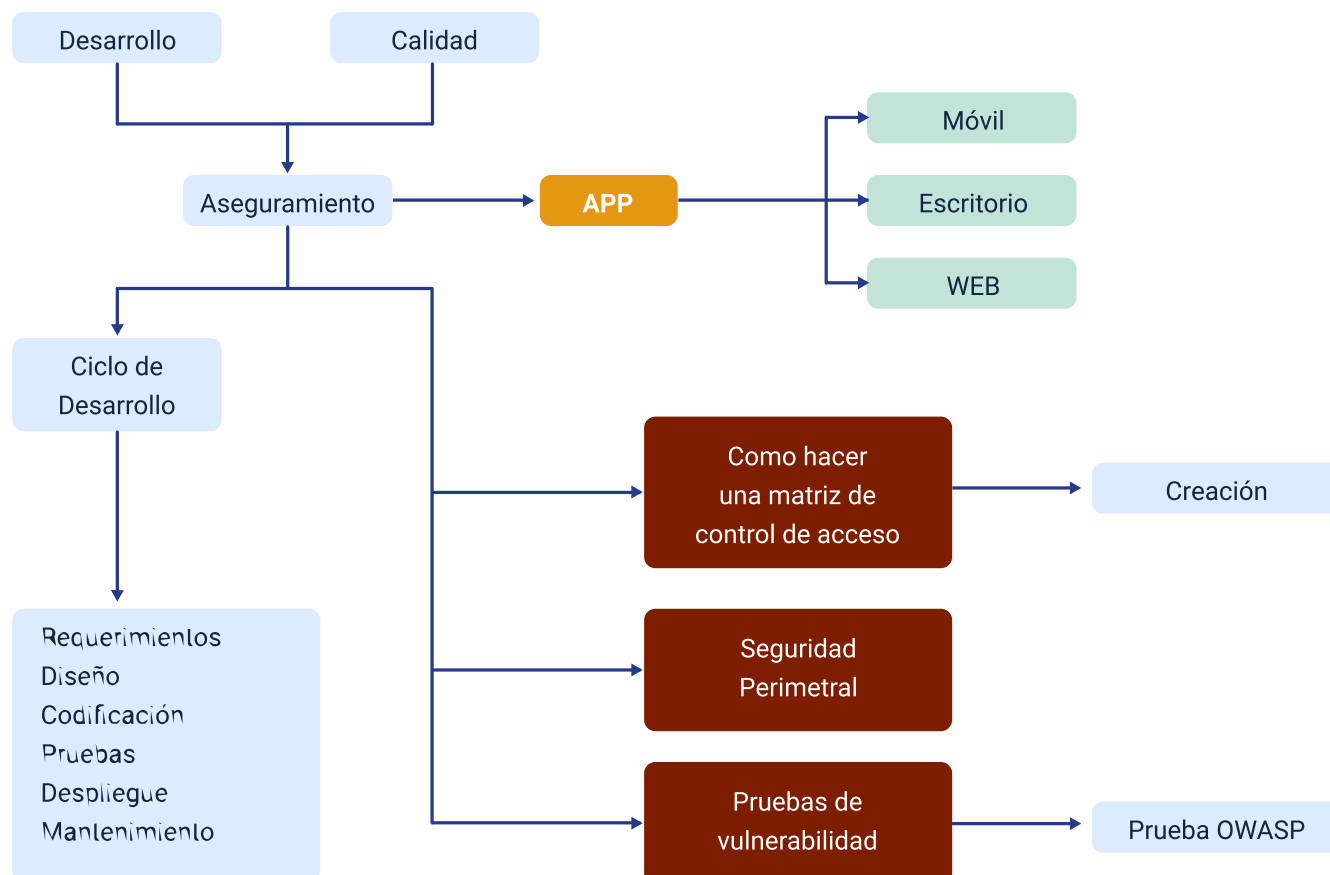 Desarrollo
Calidad
Móvil
Aseguramiento
APP
Escritorio
WEB
Ciclo de
Desarrollo
Como hacer
una matriz de
control de acceso
Creación
Requerimientos
Diseño
Codificación
Pruebas
Despliegue
Mantenimiento
Seguridad
Perimetral
Pruebas de
vulnerabilidad
Prueba OWASP